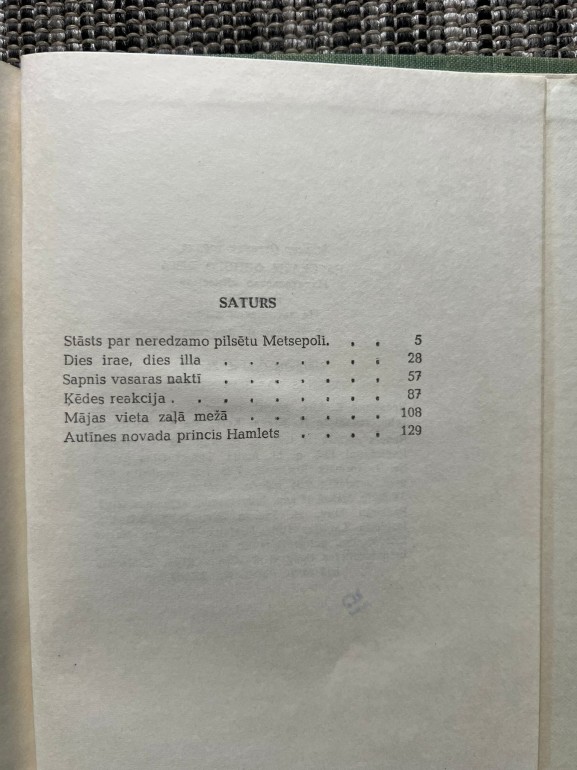 SATURS
Stāsts par neredzamo pilsētu Metsepoli. . . 5
Dies irae, dies illa . . . . . . . 28
Sapnis vasaras naktī . . . . . . . 57
Ķēdes reakcija . . . . . . . . . 87
Mājas vieta zaļā mežā . . . . . . 108
Autīnes novada princis Hamlets . . . . 129